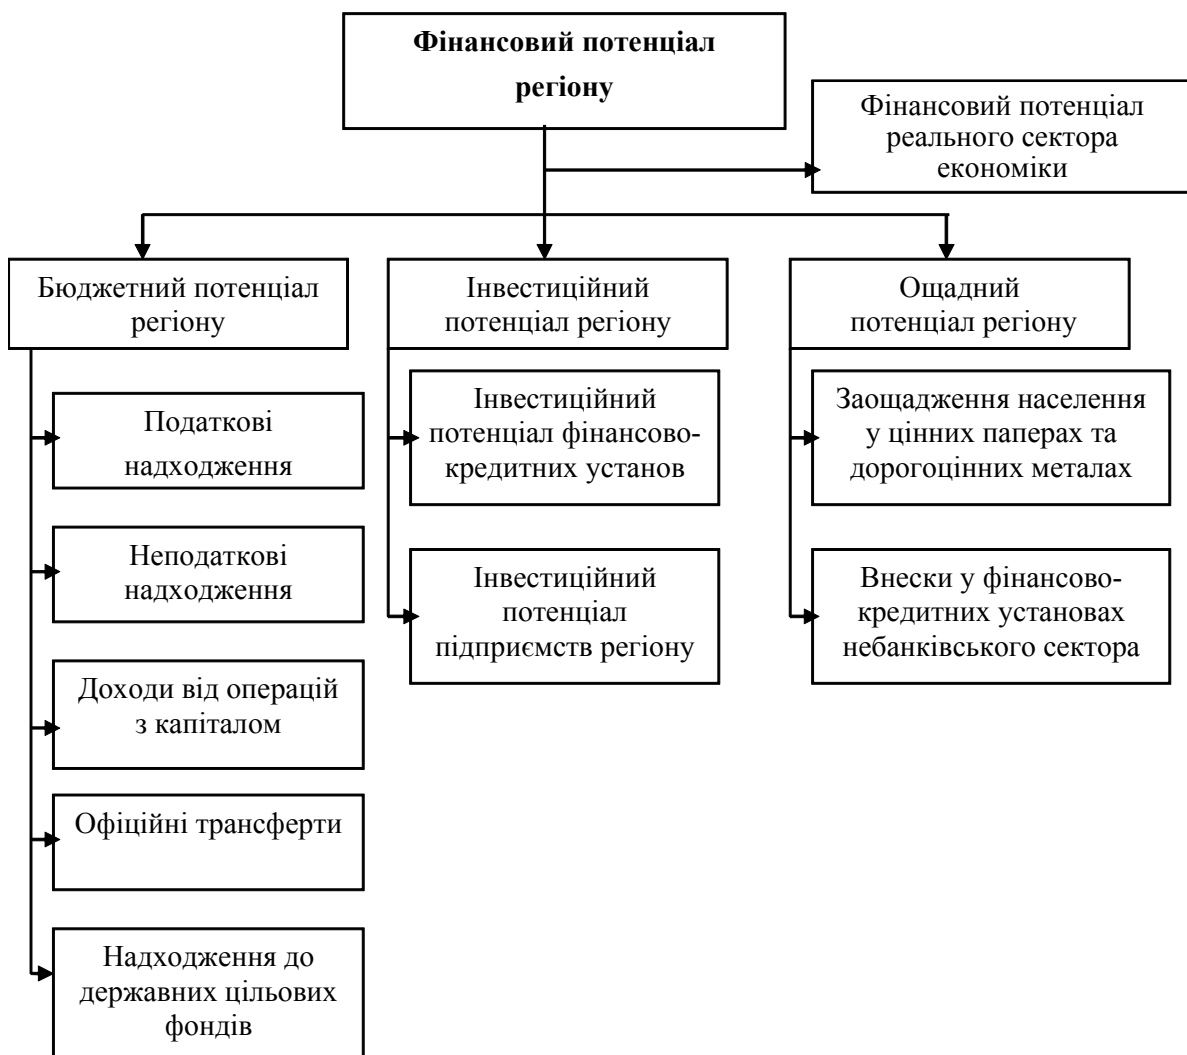 Фінансовий потенціал
регіону
Фінансовий потенціал
реального сектора
економіки
Бюджетний потенціал
регіону
Інвестиційний
потенціал регіону
Ощадний
потенціал регіону
Податкові
надходження
Неподаткові
надходження
Доходи від операцій
з капіталом
Офіційні трансферти
Надходження до
державних цільових
фондів
Інвестиційний
потенціал фінансово-
кредитних установ
Інвестиційний
потенціал
підприємств регіону
Заощадження населення
у цінних паперах та
дорогоцінних металах
Внески у фінансово-
кредитних установах
небанківського сектора